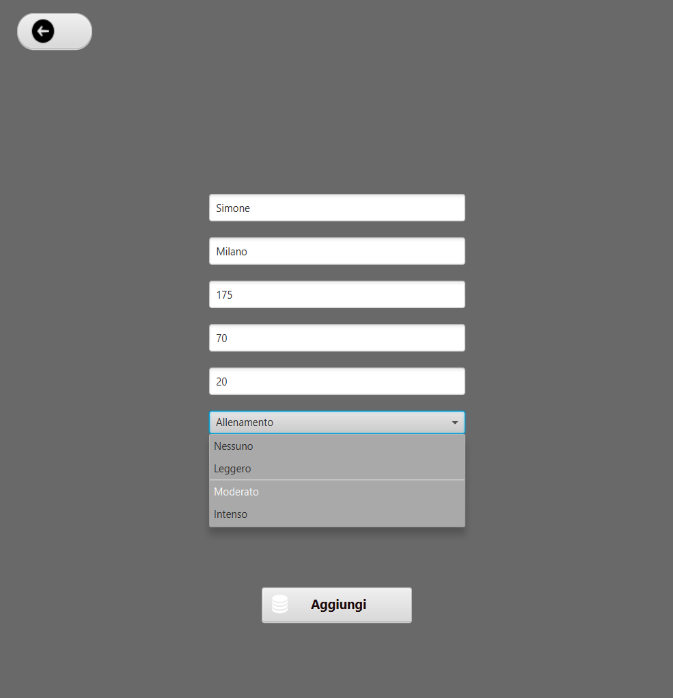 Simone
Milano
175
70
20
Allenamento
Nessuno
Leggero
Moderato
Intenso
Aggiungi